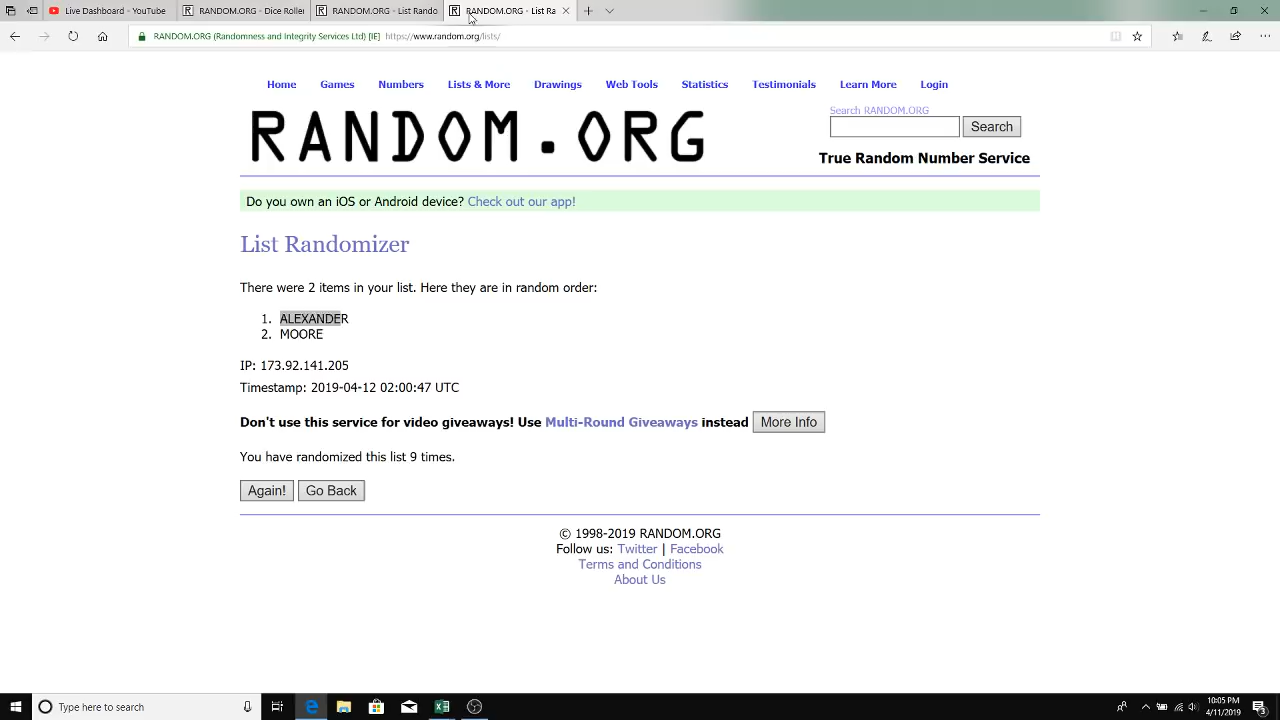 Live Dashboard - YouTube
RANDOM.ORG - Dice Roller
RANDOM.ORG - List Rando
RANDOM.ORG - List Ra
RANDOM.ORG (Randomness and Integrity Services Ltd) [IE] https://www.random.org/lists/
Home Games Numbers Lists & More Drawings Web Tools Statistics Testimonials Learn More Login
RANDOM.ORG
Search RANDOM.ORG
Search
True Random Number Service
Do you own an iOS or Android device? Check out our app!
List Randomizer
There were 2 items in your list. Here they are in random order:
1. ALEXANDER
2. MOORE
IP: 173.92.141.205
Timestamp: 2019-04-12 02:00:47 UTC
Don't use this service for video giveaways! Use Multi-Round Giveaways instead More Info
You have randomized this list 9 times.
Again! Go Back
© 1998-2019 RANDOM.ORG
Follow us: Twitter | Facebook
Terms and Conditions
About Us
Type here to search
10:05 PM
4/11/2019